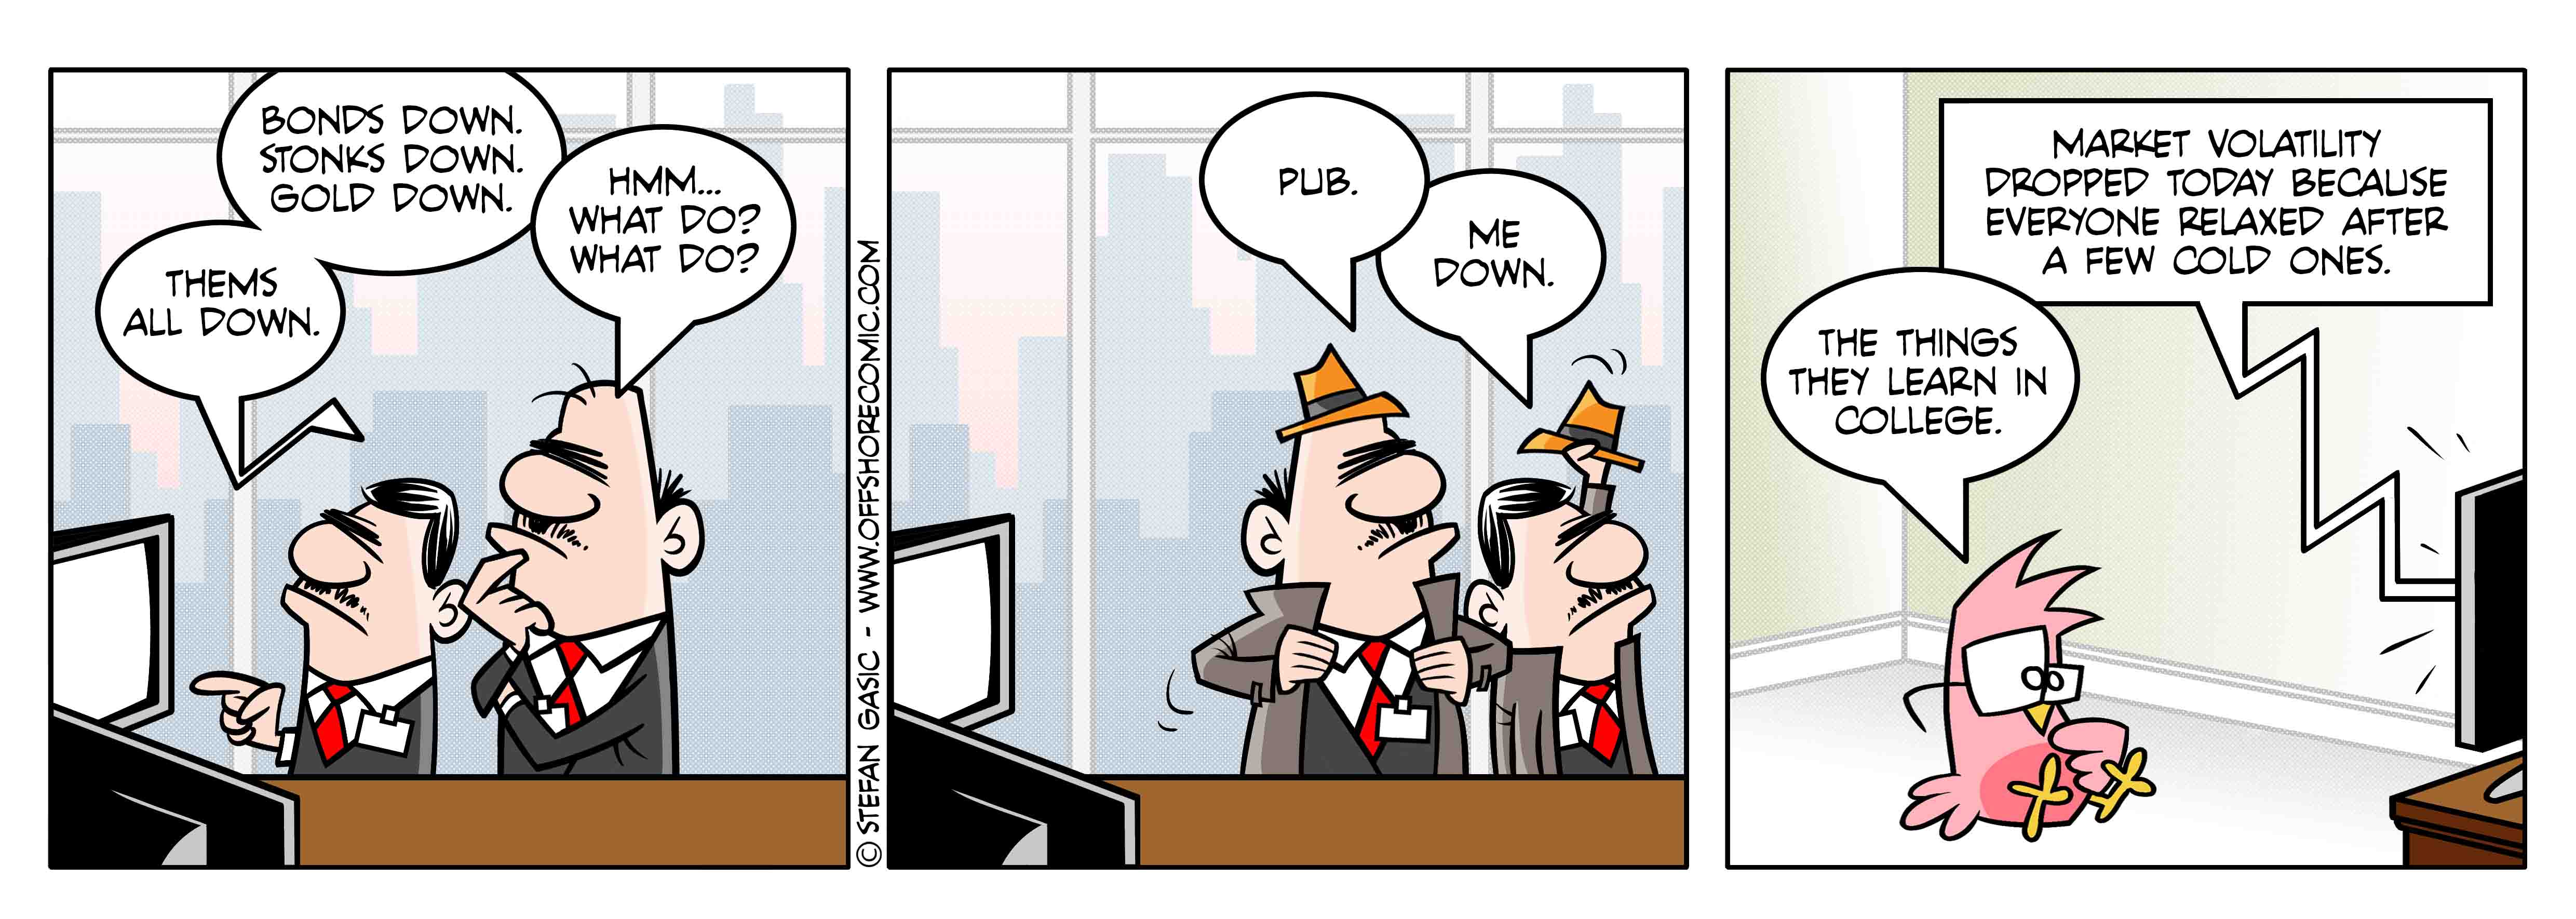 BONDS DOWN.
STONKS DOWN.
GOLD DOWN.
THEMS
ALL DOWN.
HMM...
WHAT DO?
WHAT DO?
© STEFAN GASIC - WWW.OFFSHORECOMIC.COM
PUB.
ME
DOWN.
MARKET VOLATILITY
DROPPED TODAY BECAUSE
EVERYONE RELAXED AFTER
A FEW COLD ONES.
THE THINGS
THEY LEARN IN
COLLEGE.